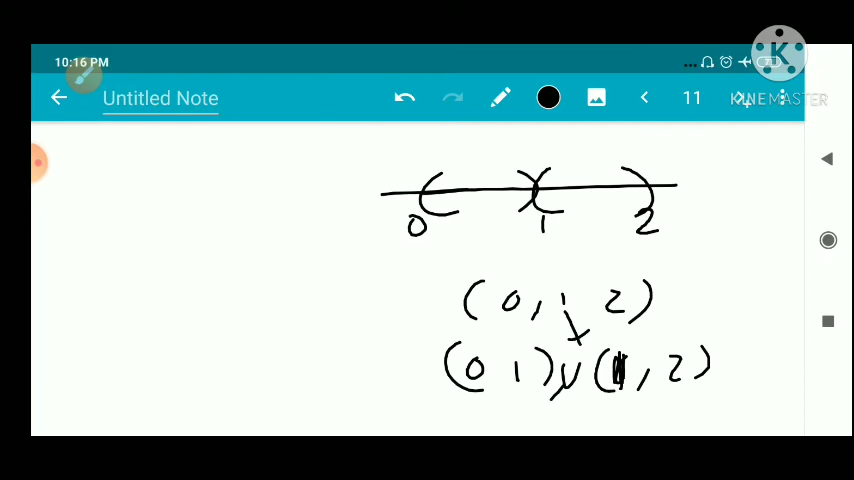 10:16 PM
K
KINEMASTER
Untitled Note
11
0 1 2
(0, 1 2)
(0 1) ∪ (1, 2)